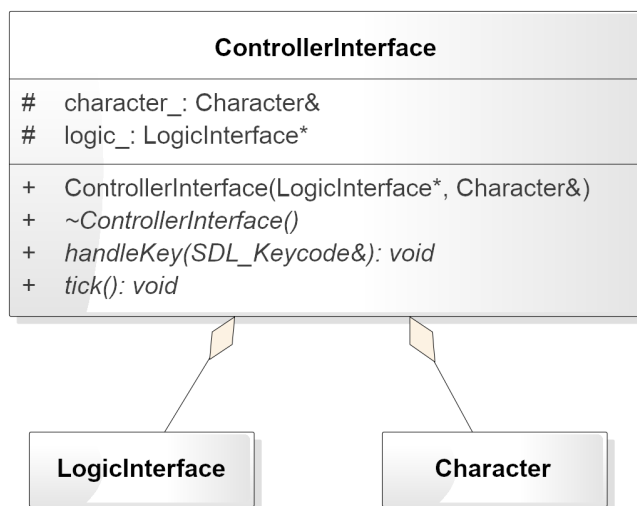 ControllerInterface
# character_: Character&
# logic_: LogicInterface*
+ ControllerInterface(LogicInterface*, Character&)
+ ~ControllerInterface()
+ handleKey(SDL_Keycode&): void
+ tick(): void
LogicInterface
Character